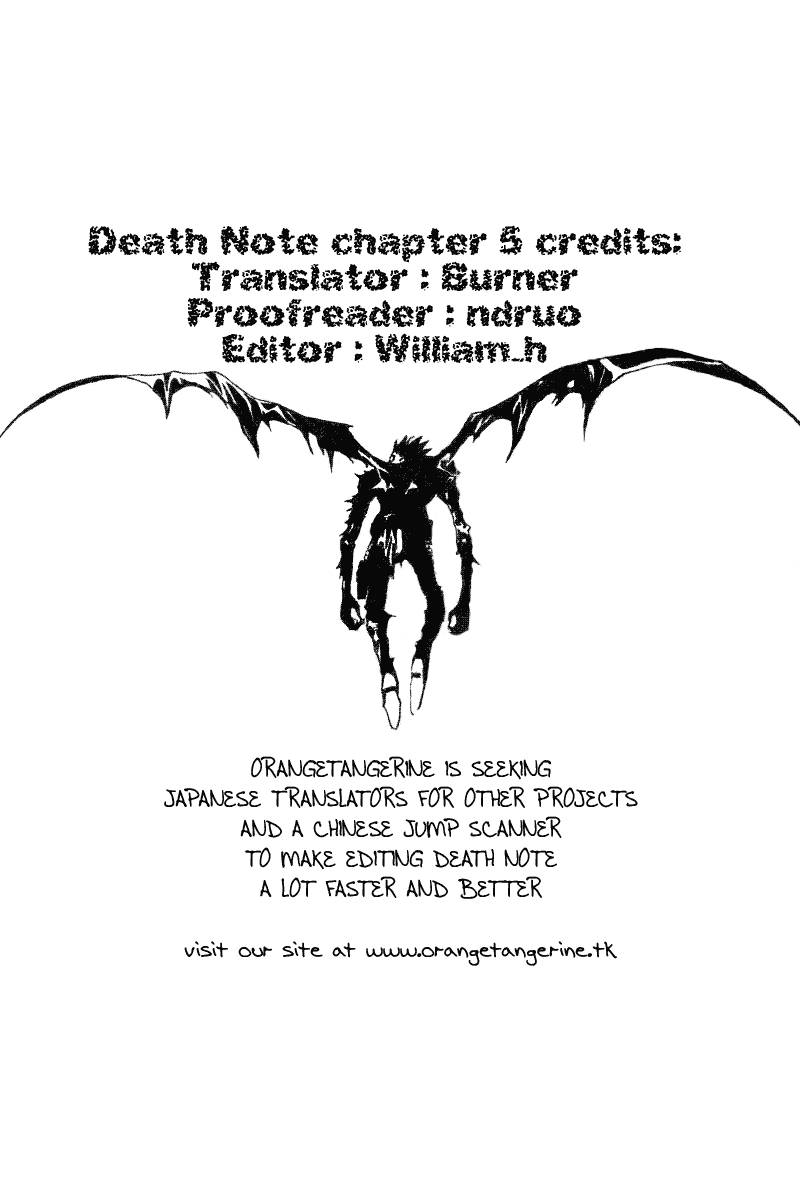 Death Note chapter 5 credits:
Translator : Burner
Proofreader : ndruo
Editor : William_h
ORANGETANGERINE IS SEEKING
JAPANESE TRANSLATORS FOR OTHER PROJECTS
AND A CHINESE JUMP SCANNER
TO MAKE EDITING DEATH NOTE
A LOT FASTER AND BETTER
visit our site at www.orangetangerine.tk